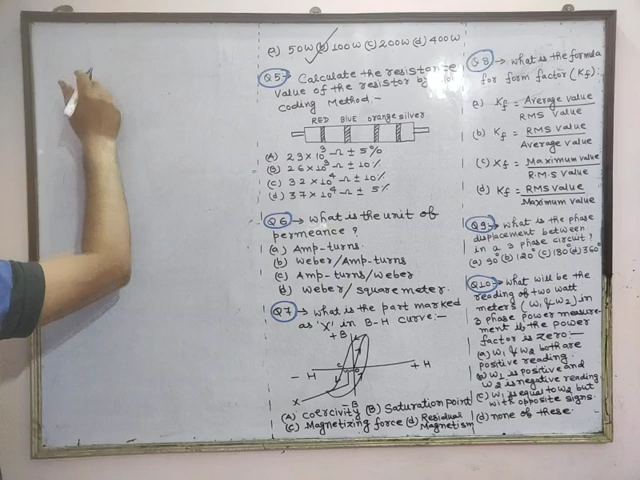 (a) 50W (b) 100W (c) 200W (d) 400W
Q5→ Calculate the resistance
value of the resistor by
coding Method:-
RED BLUE orange silver
(A) 23×10³ Ω ± 5%
(B) 26×10³ Ω ± 10%
(C) 32×10⁴ Ω ± 10%
(d) 37×10⁴ Ω ± 5%
Q6→ what is the unit of
permeance?
(a) Amp-turns.
(b) Weber/Amp-turns
(c) Amp-turns/Weber
(d) Weber/square meter.
Q7→ what is the part marked
as 'X' in B-H curve:-
+B
-H
+H
X
-B
(A) Coercivity (B) Saturation point
(C) Magnetizing force (d) Residual
Magnetism
Q8→ what is the formula
for form factor (Kf):
(a) Kf = Average value
RMS value
(b) Kf = RMS value
Average value
(c) Kf = Maximum value
R.M.S value
(d) Kf = RMS value
Maximum value
Q9→ what is the phase
displacement between
in a 3 phase circuit?
(a) 90° (b) 120° (c) 180° (d) 360°
Q10→ what will be the
reading of two watt
meters (W₁ & W2) in
3 phase power measure-
ment is the power
factor is zero:-
(a) W₁ & W2 both are
positive reading.
(b) W₁ is positive and
W2 is negative reading
(c) W₁ is equal to W2 but
with opposite signs.
(d) none of these.